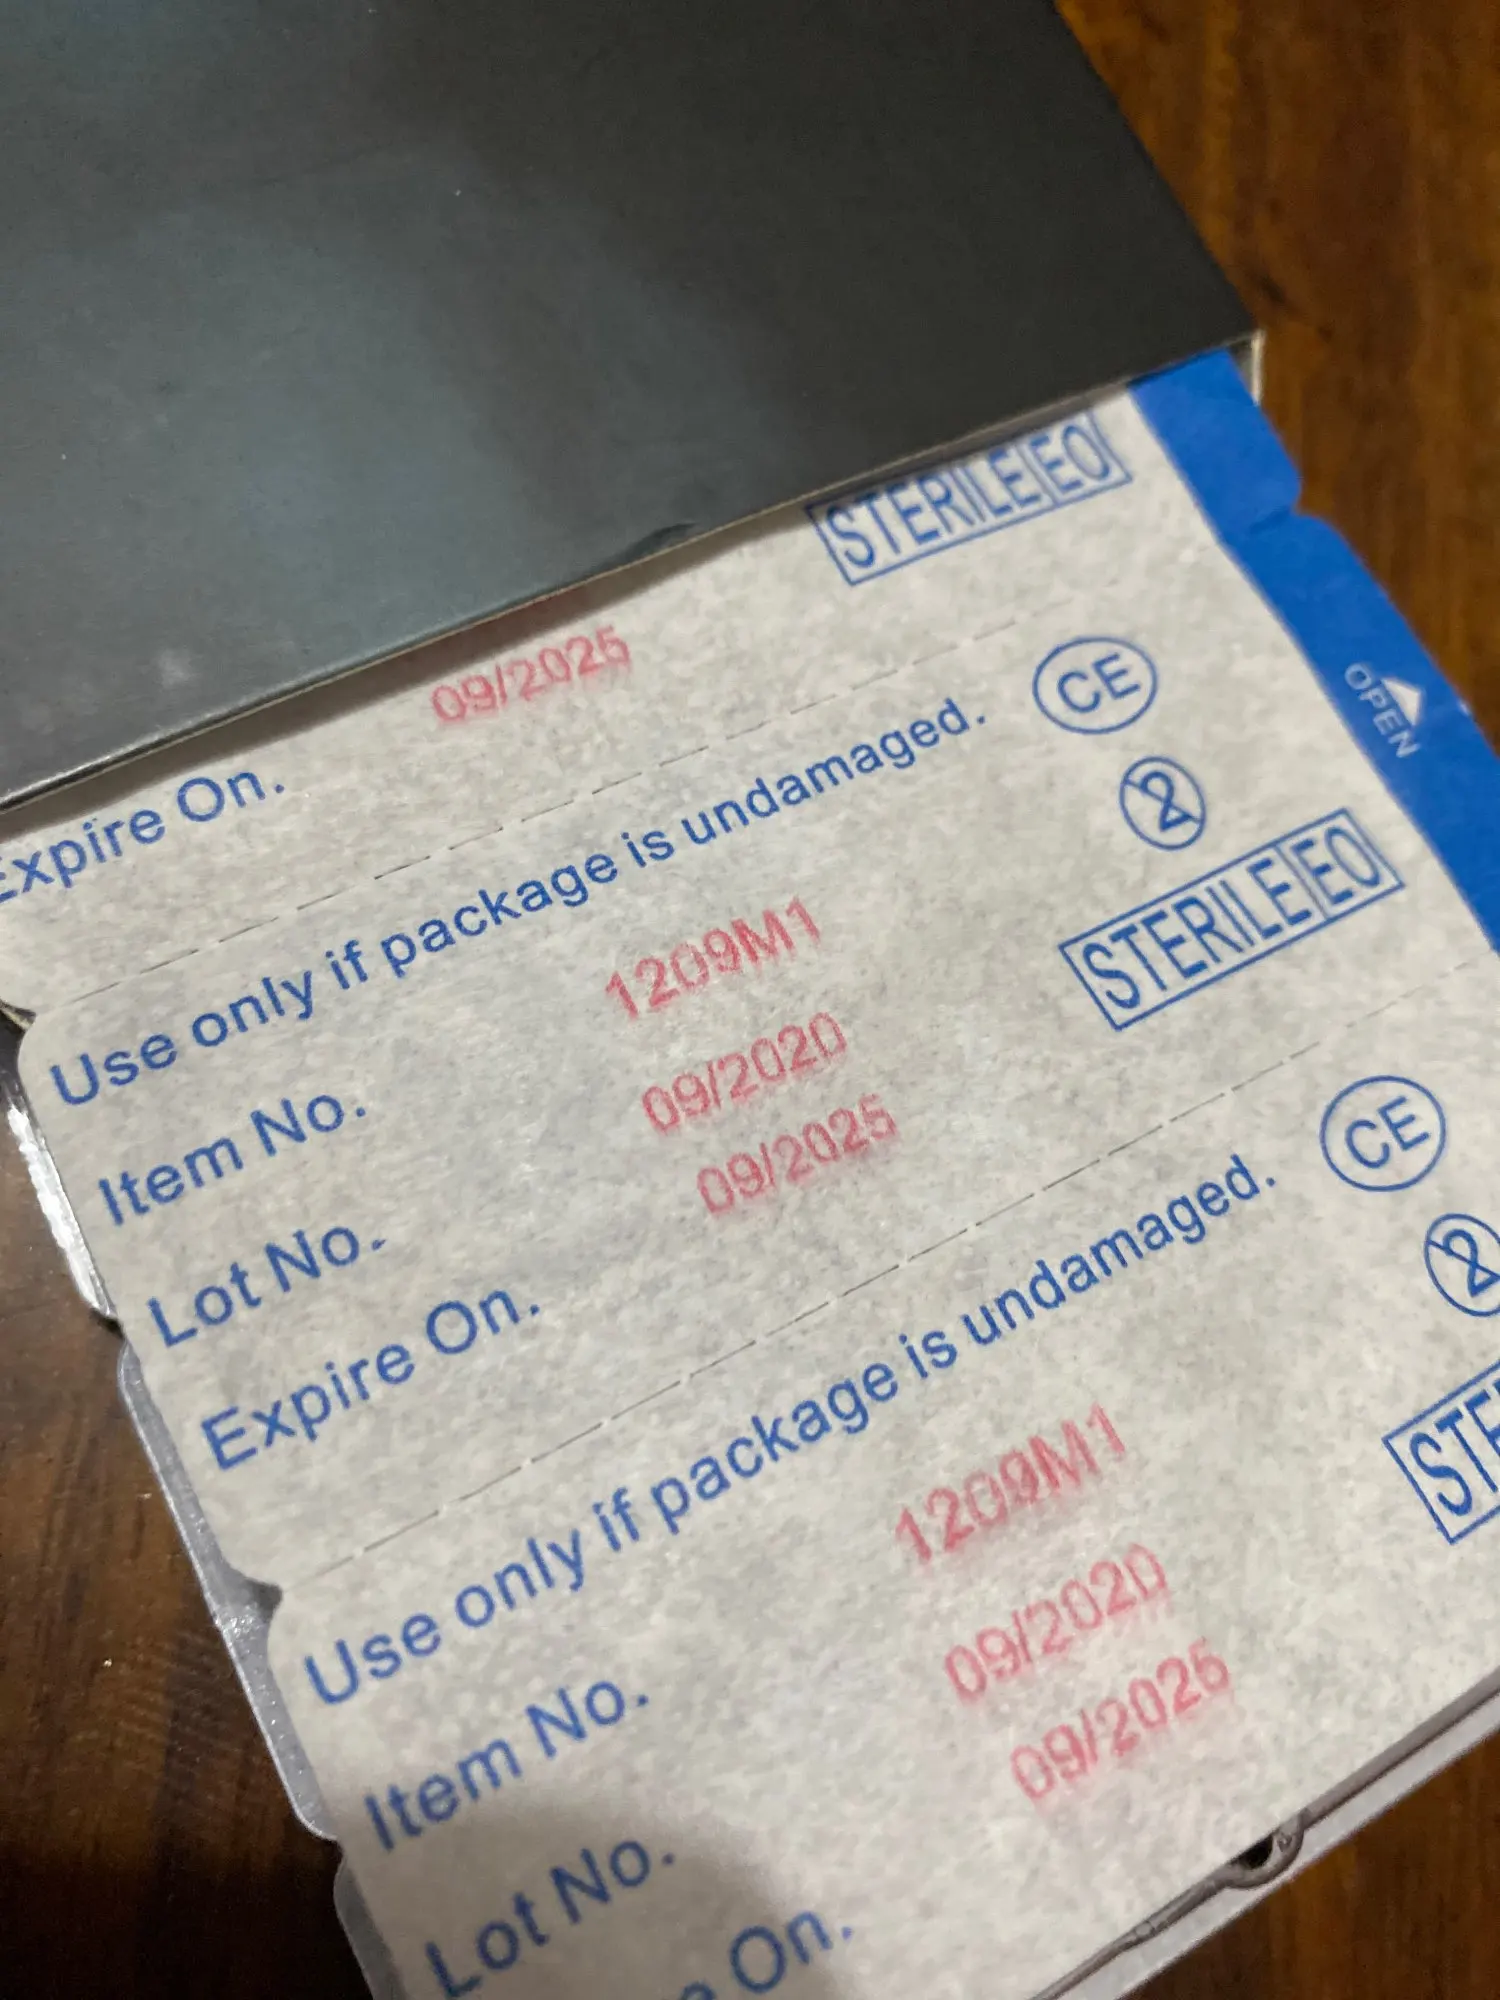 STERILE EO
09/2025
Expire On.
Use only if package is undamaged. CE
2
Item No. 1209M1
STERILE EO
Lot No. 09/2020
Expire On. 09/2025
OPEN
Use only if package is undamaged. CE
2
Item No. 1209M1
Lot No. 09/2020
On. 09/2025